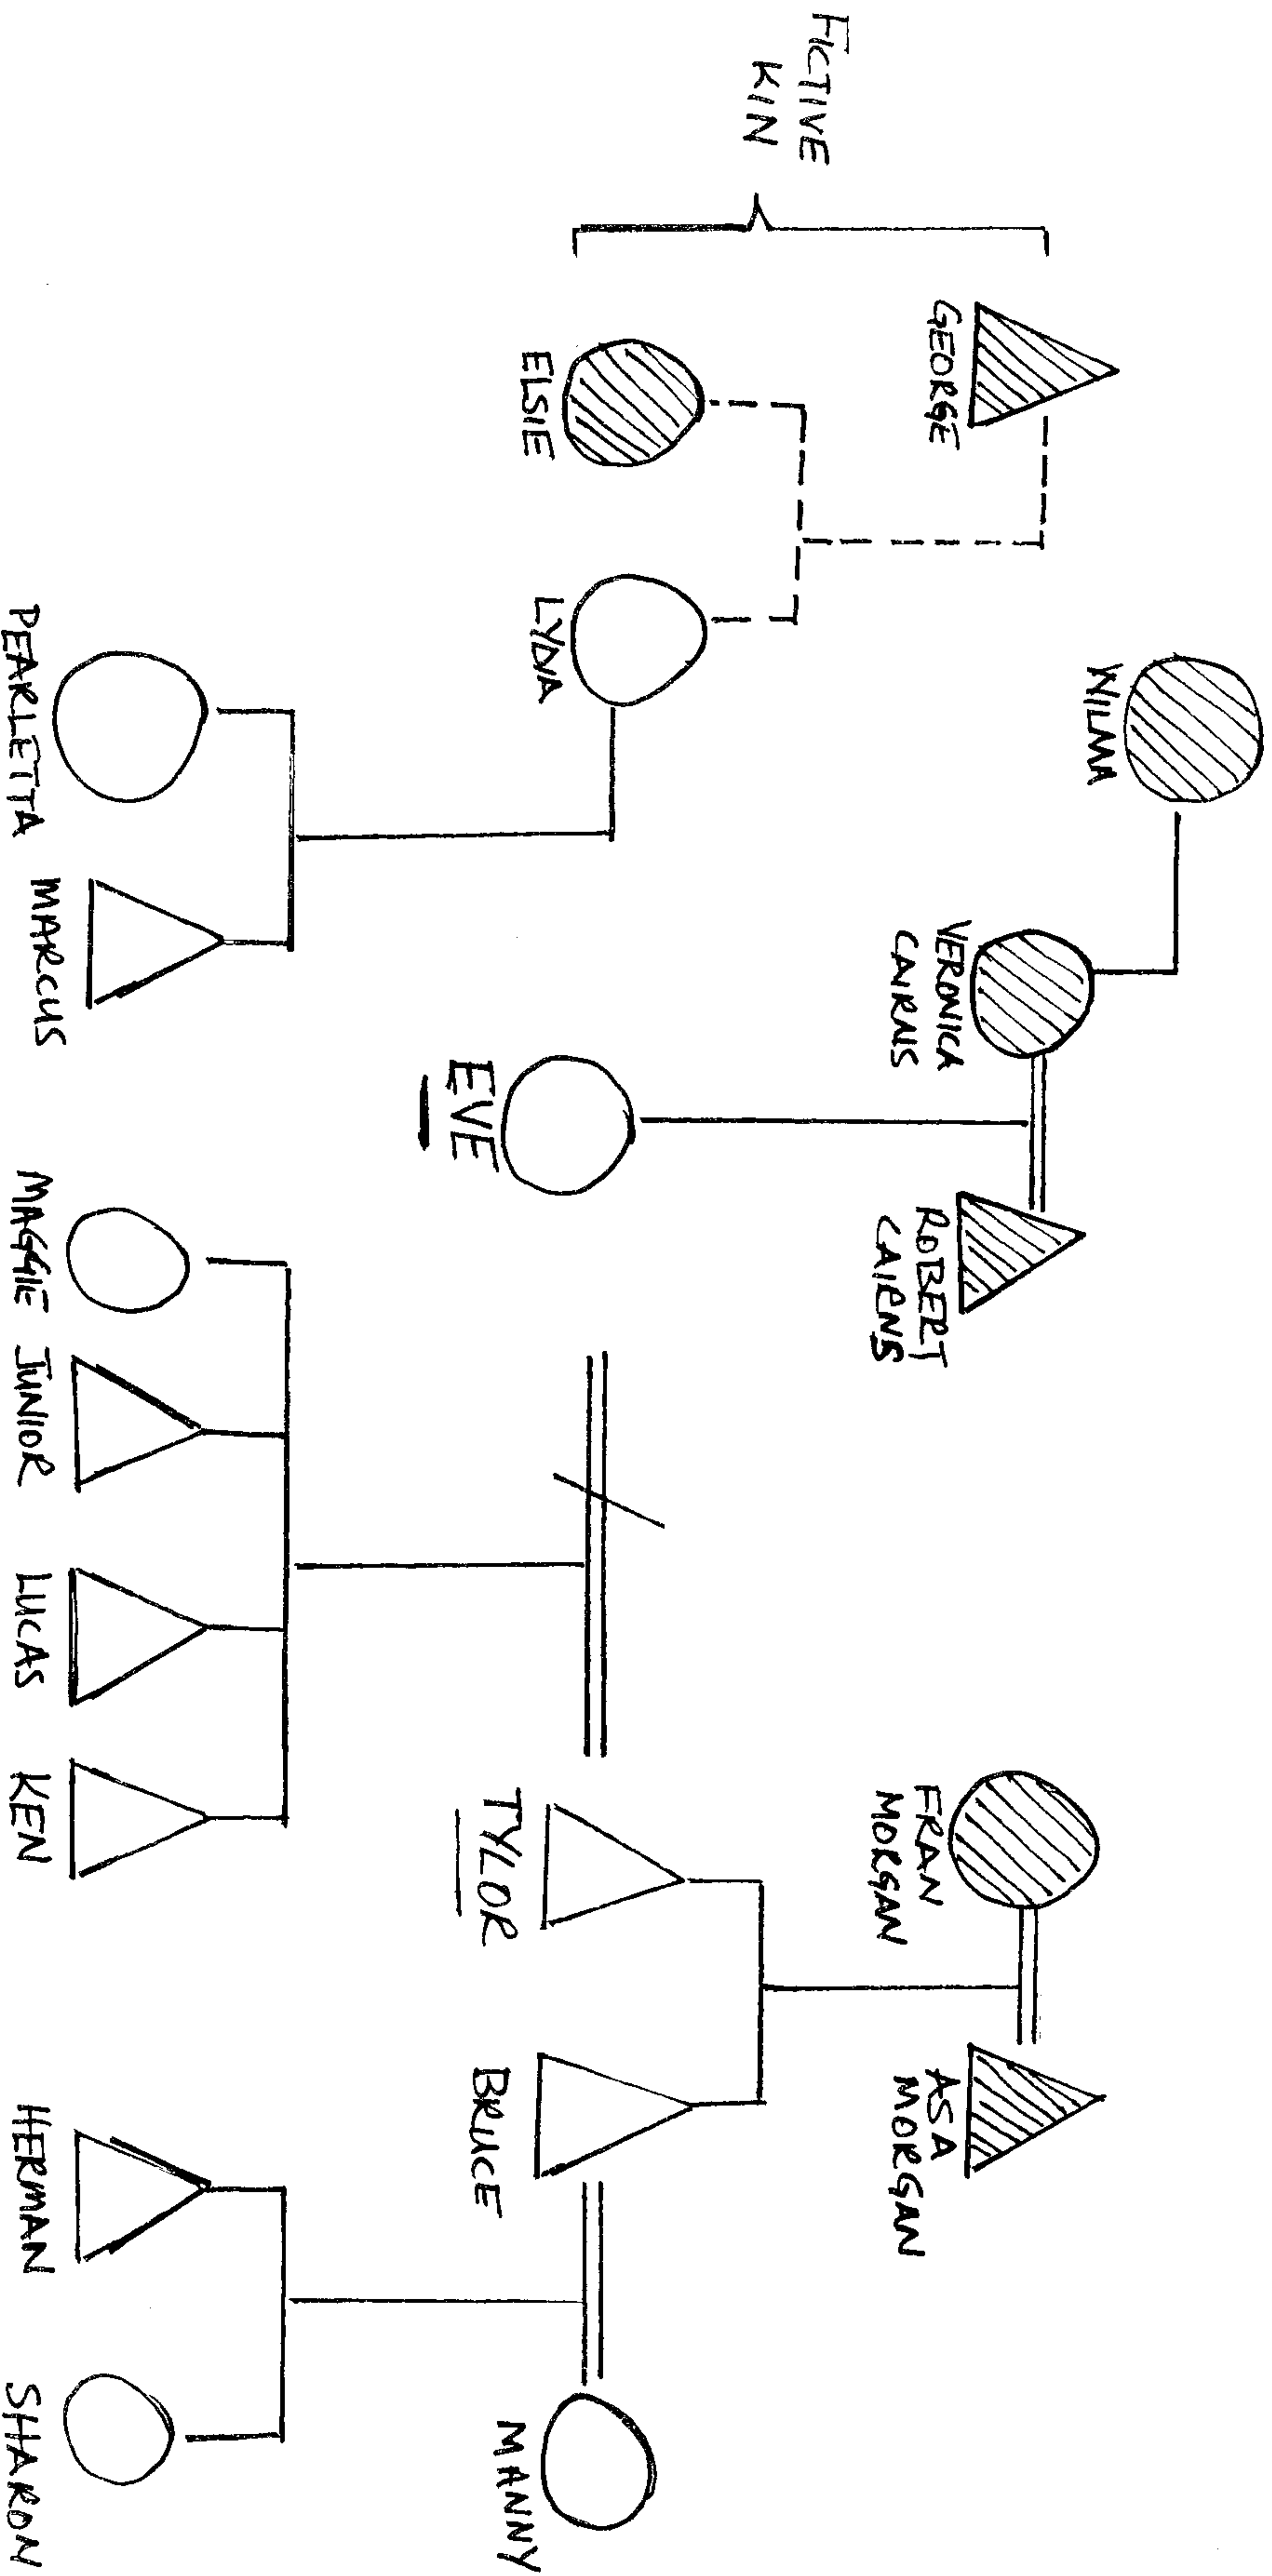 WILMA
FICTIVE
KIN
GEORGE
VERONICA
CAIRNS
ROBERT
CAIRNS
FRAN
MORGAN
ASA
MORGAN
ELSIE
LYDIA
EVE
TYLOR
BRUCE
MANNY
PEARLETTA
MARCUS
MAGGIE
JUNIOR
LUCAS
KEN
HERMAN
SHARON